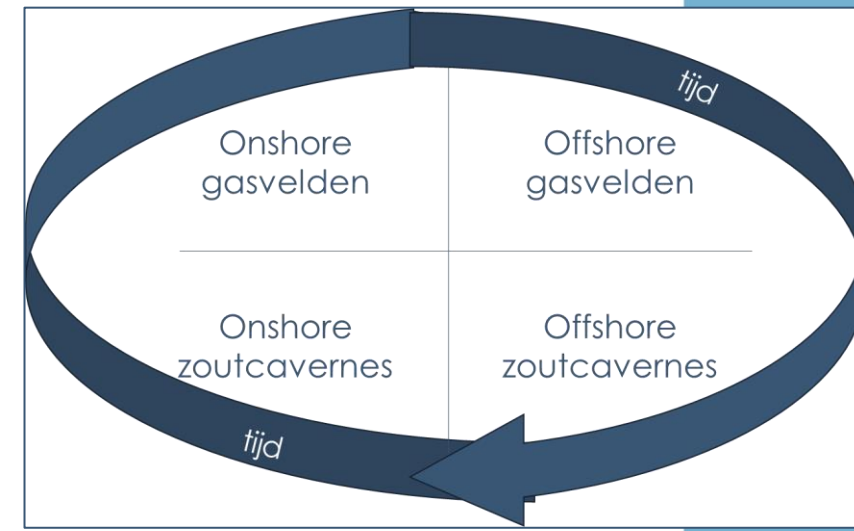 tijd
Onshore
gasvelden
Offshore
gasvelden
Onshore
zoutcavernes
Offshore
zoutcavernes
tijd